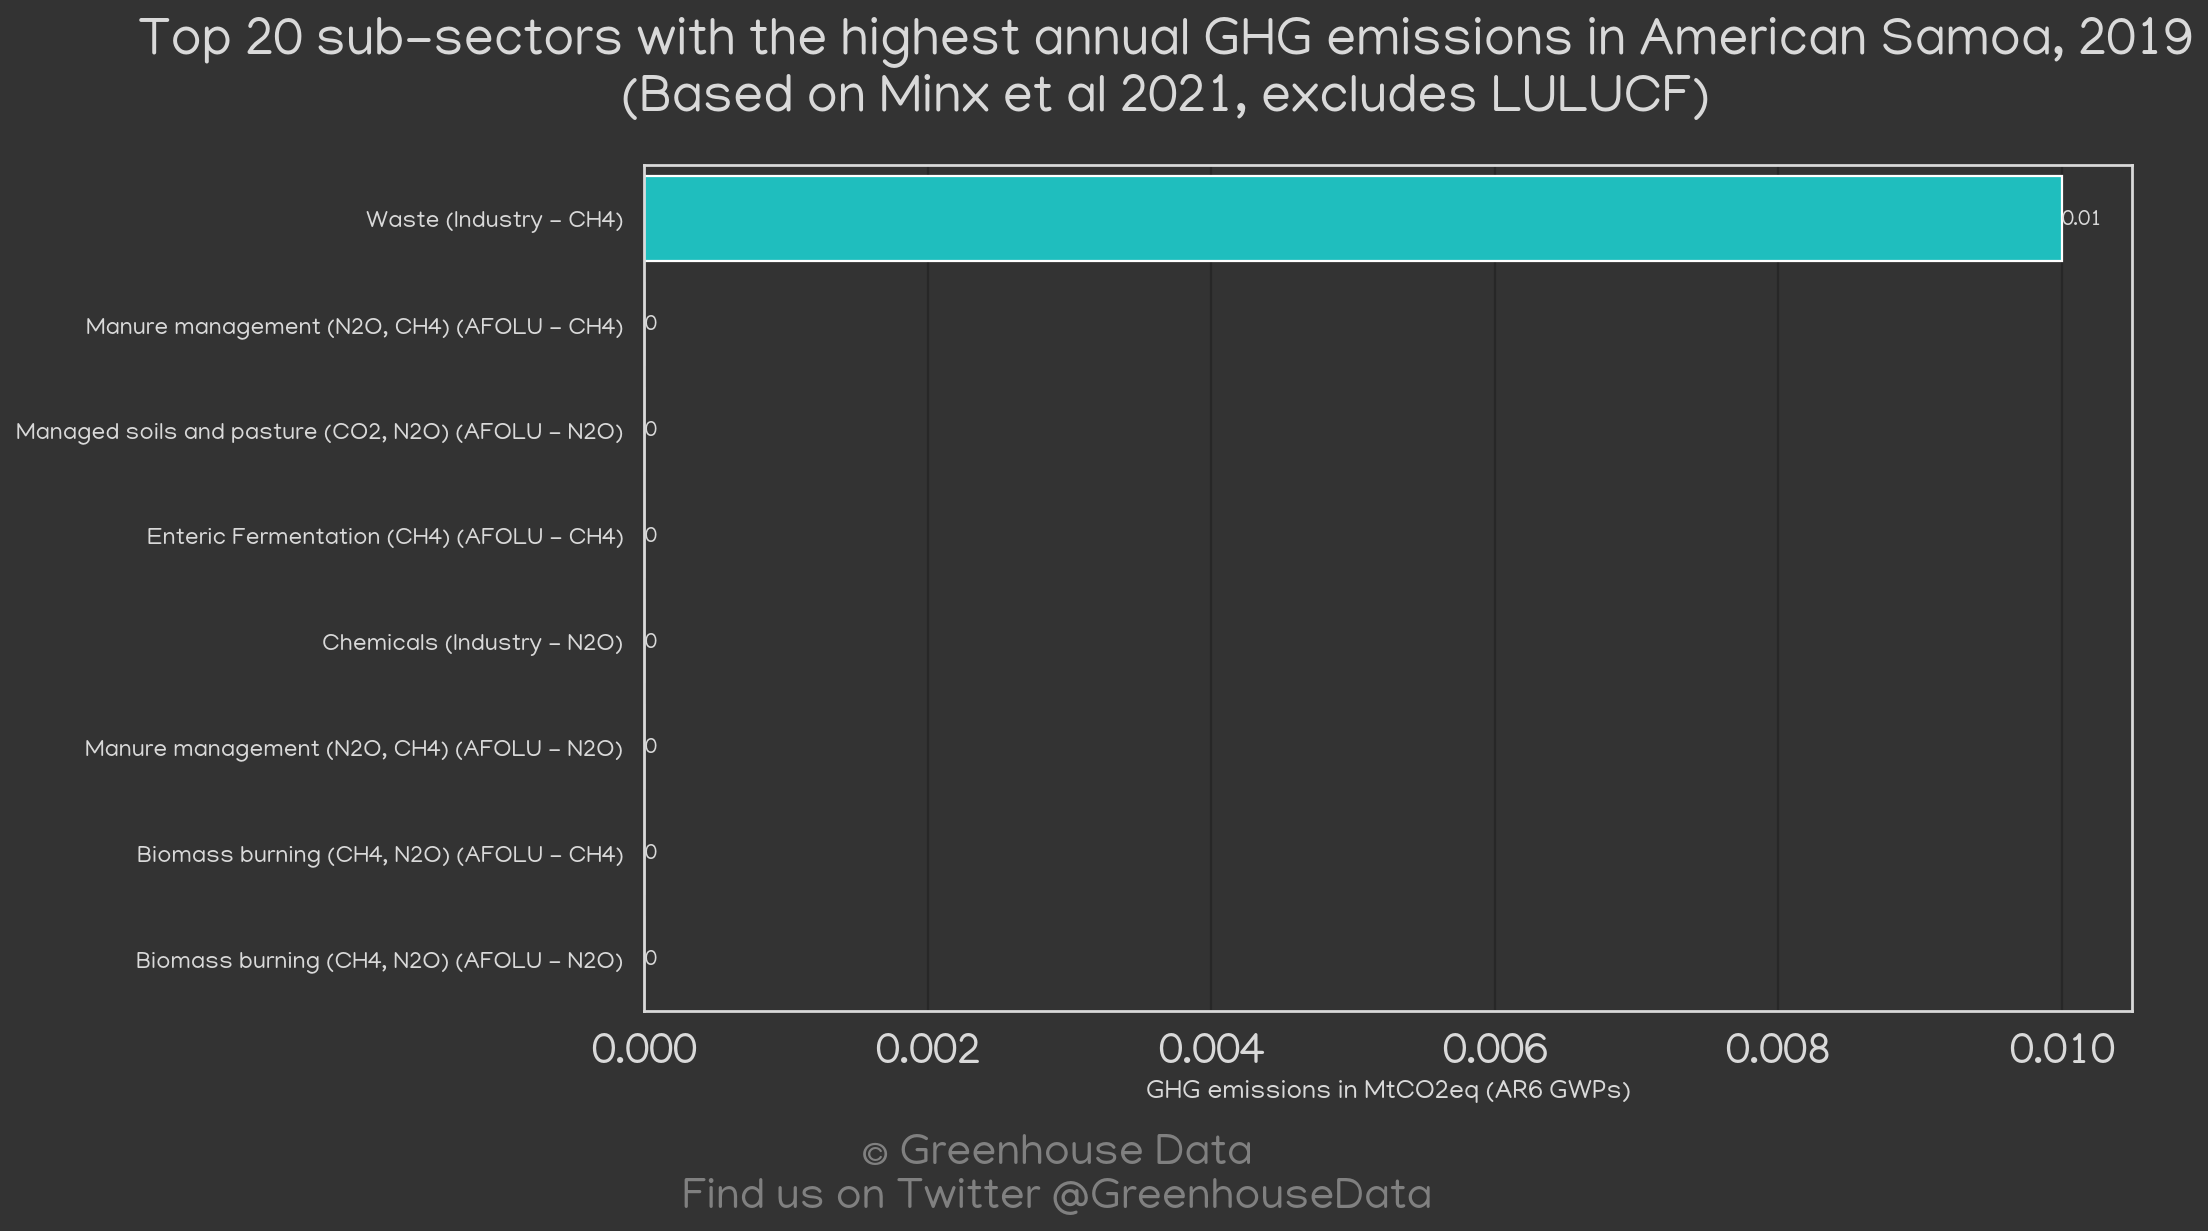 Top 20 sub-sectors with the highest annual GHG emissions in American Samoa, 2019
(Based on Minx et al 2021, excludes LULUCF)
Waste (Industry - CH4)
0.01
Manure management (N2O, CH4) (AFOLU - CH4)
0
Managed soils and pasture (CO2, N2O) (AFOLU - N2O)
0
Enteric Fermentation (CH4) (AFOLU - CH4)
0
Chemicals (Industry - N2O)
0
Manure management (N2O, CH4) (AFOLU - N2O)
0
Biomass burning (CH4, N2O) (AFOLU - CH4)
0
Biomass burning (CH4, N2O) (AFOLU - N2O)
0
0.000 0.002 0.004 0.006 0.008 0.010
GHG emissions in MtCO2eq (AR6 GWPs)
© Greenhouse Data
Find us on Twitter @GreenhouseData